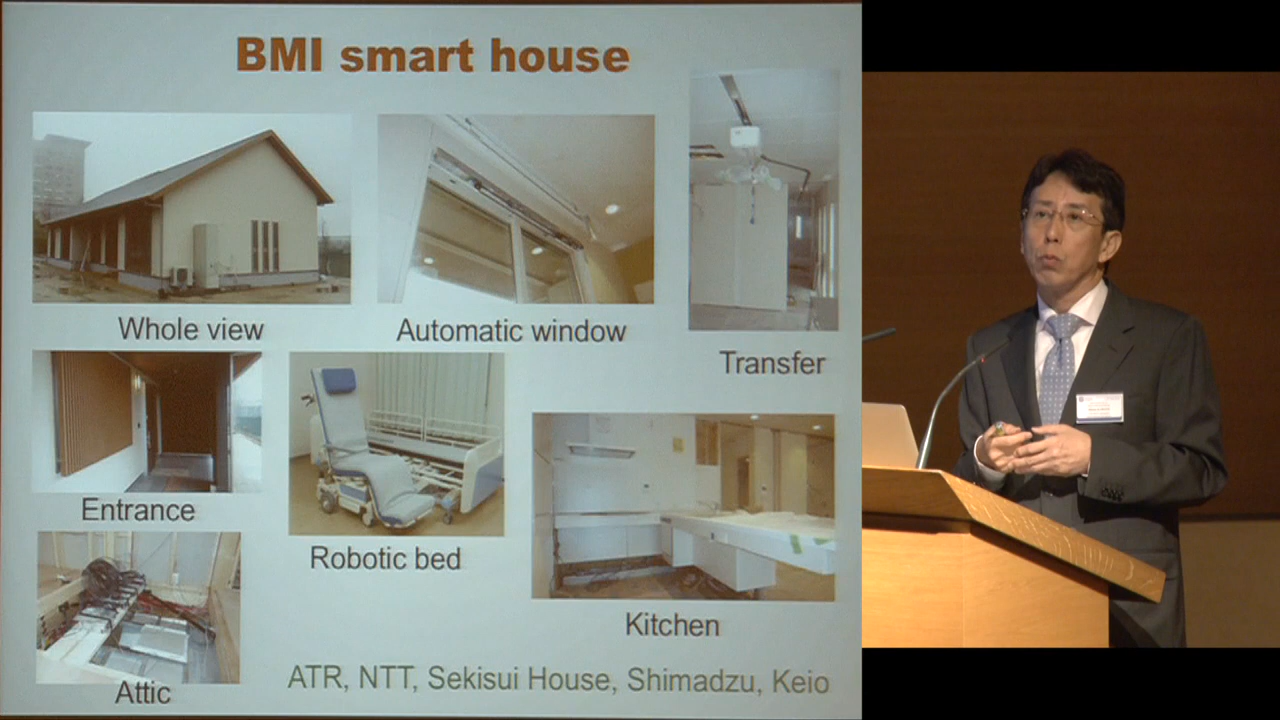 BMI smart house
Whole view
Automatic window
Transfer
Entrance
Robotic bed
Kitchen
Attic
ATR, NTT, Sekisui House, Shimadzu, Keio